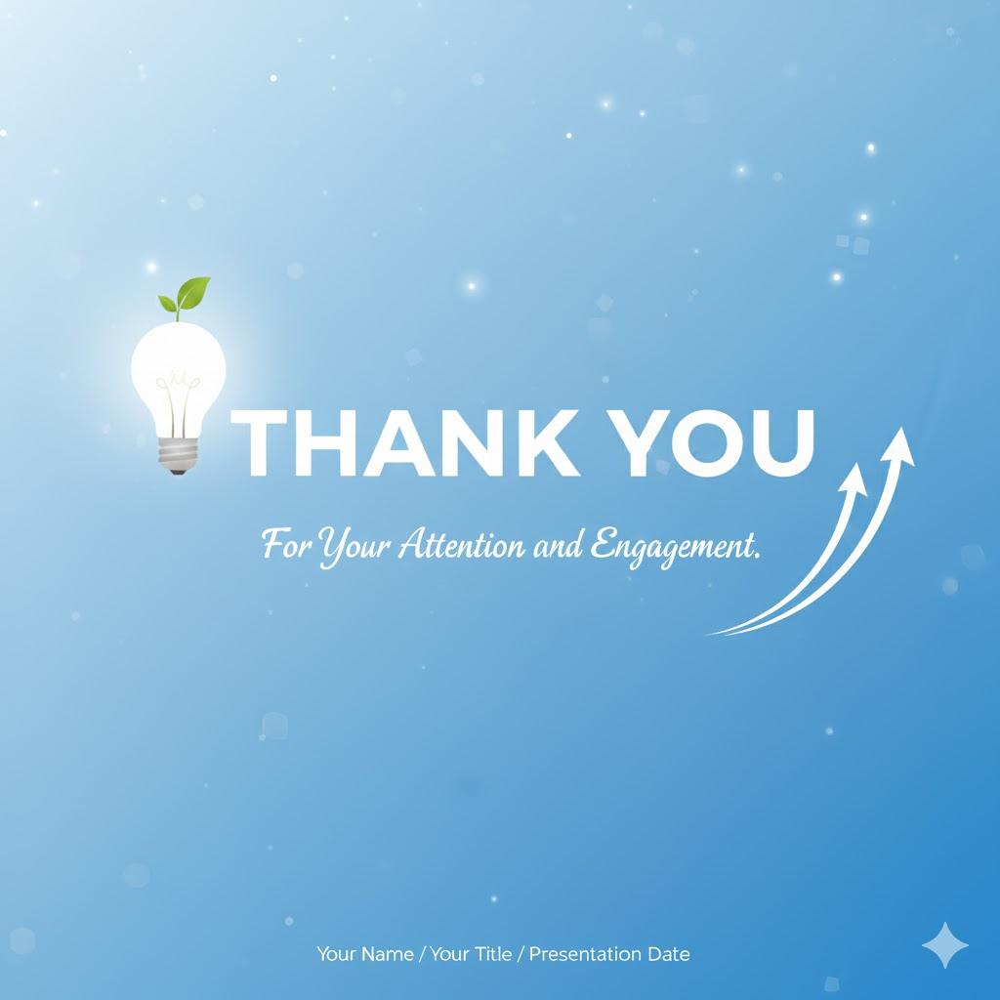 THANK YOU
For Your Attention and Engagement.
Your Name / Your Title / Presentation Date